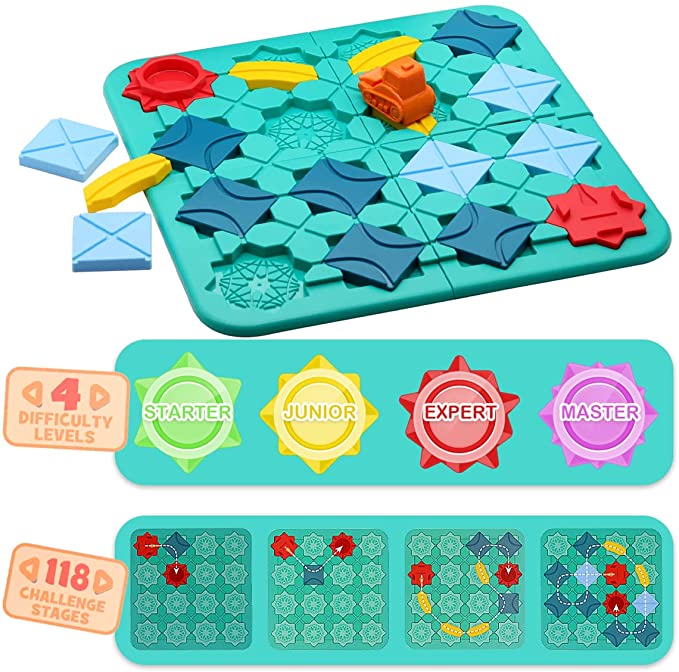 4
DIFFICULTY
LEVELS
STARTER
JUNIOR
EXPERT
MASTER
118
CHALLENGE
STAGES